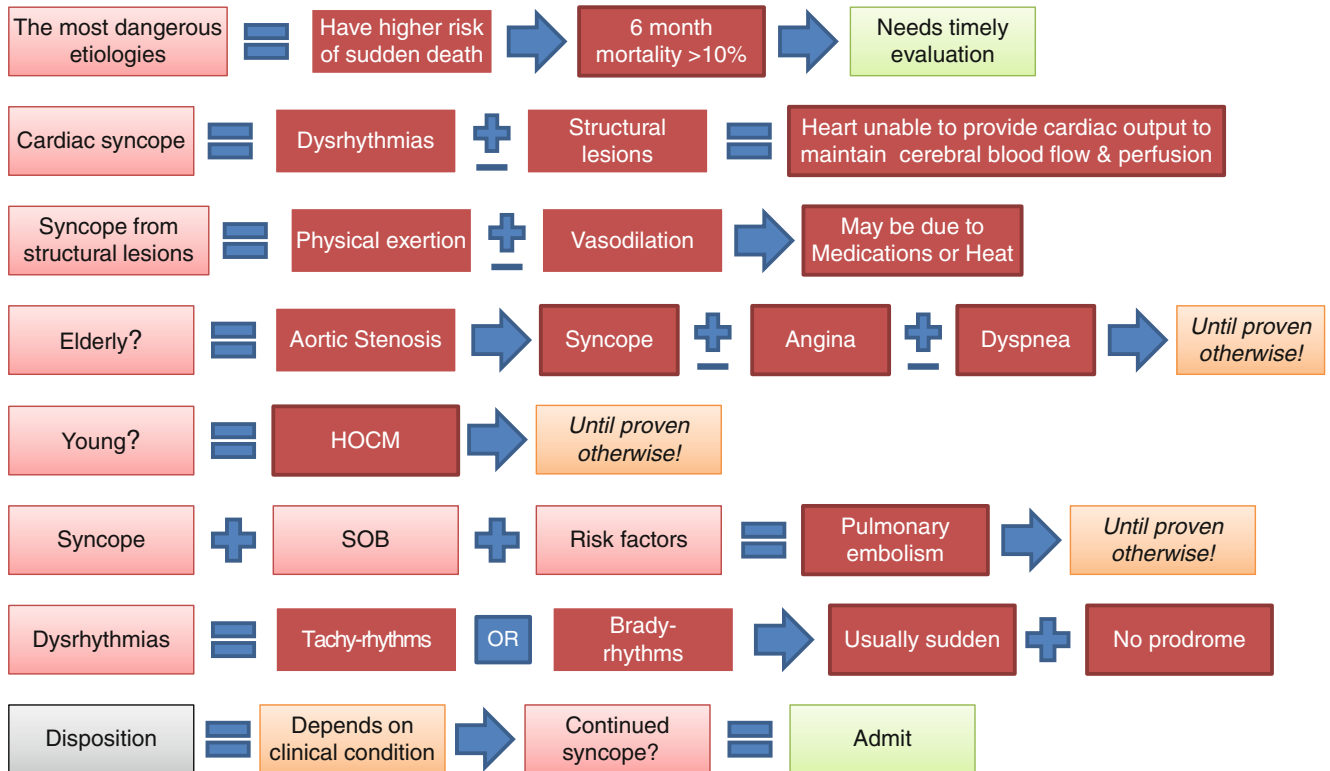 The most dangerous
etiologies
Have higher risk
of sudden death
6 month
mortality >10%
Needs timely
evaluation
Cardiac syncope
Dysrhythmias
Structural
lesions
Heart unable to provide cardiac output to
maintain cerebral blood flow & perfusion
Syncope from
structural lesions
Physical exertion
Vasodilation
May be due to
Medications or Heat
Elderly?
Aortic Stenosis
Syncope
Angina
Dyspnea
Until proven
otherwise!
Young?
HOCM
Until proven
otherwise!
Syncope
SOB
Risk factors
Pulmonary
embolism
Until proven
otherwise!
Dysrhythmias
Tachy-rhythms
OR
Brady-
rhythms
Usually sudden
No prodrome
Disposition
Depends on
clinical condition
Continued
syncope?
Admit